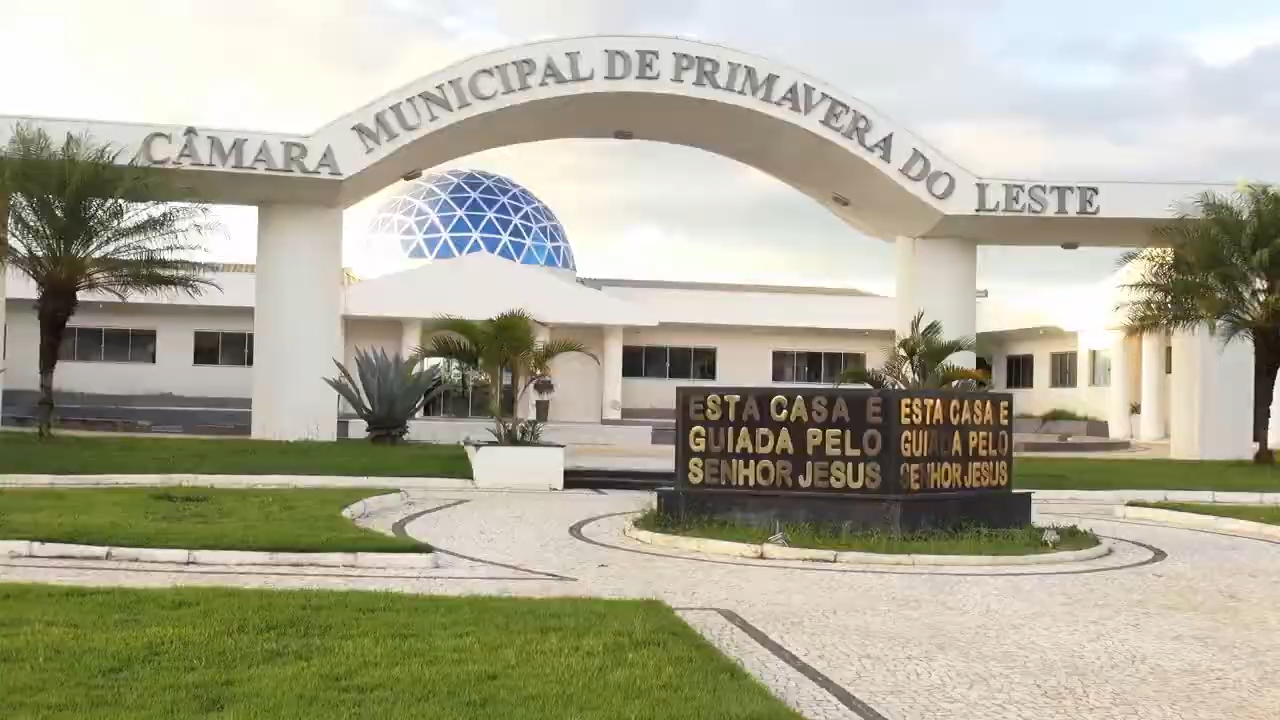 CÂMARA MUNICIPAL DE PRIMAVERA DO LESTE
ESTA CASA E
GUIADA PELO
SENHOR JESUS
ESTA CASA E
GUIADA PELO
SENHOR JESUS